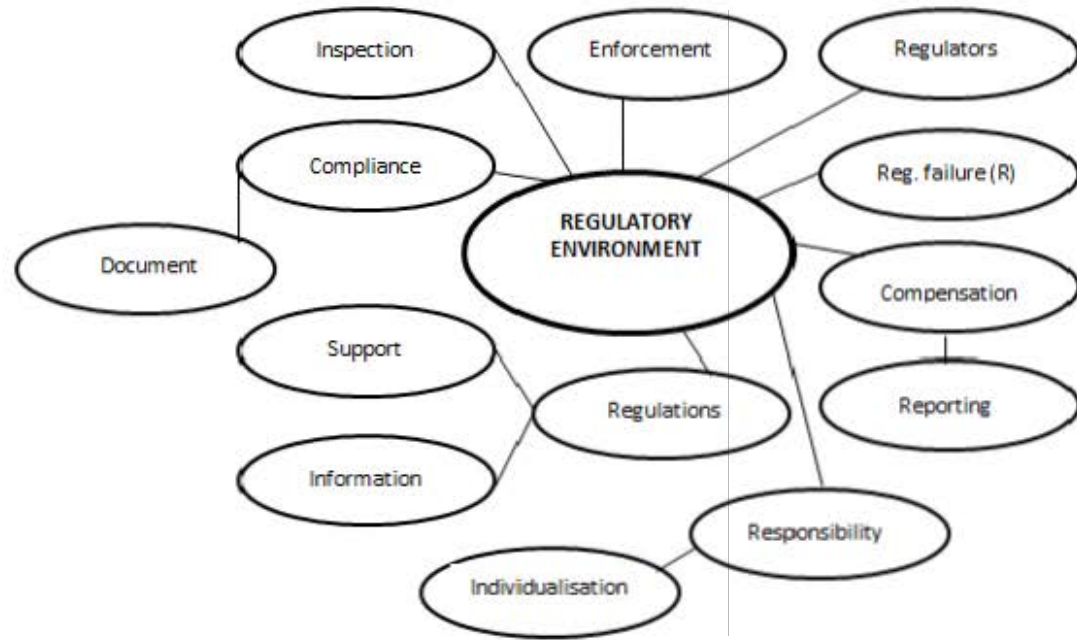 Inspection
Enforcement
Regulators
Compliance
Reg. failure (R)
REGULATORY
ENVIRONMENT
Document
Compensation
Support
Regulations
Reporting
Information
Responsibility
Individualisation